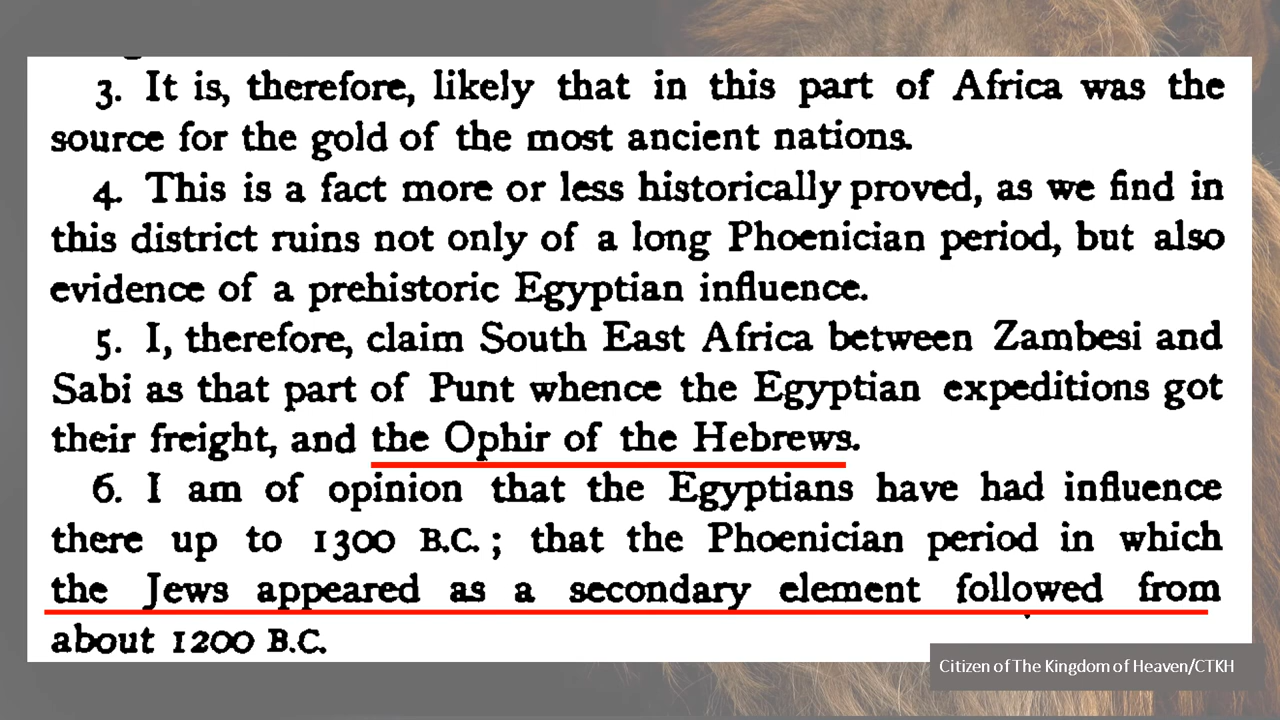 3. It is, therefore, likely that in this part of Africa was the
source for the gold of the most ancient nations.
4. This is a fact more or less historically proved, as we find in
this district ruins not only of a long Phoenician period, but also
evidence of a prehistoric Egyptian influence.
5. I, therefore, claim South East Africa between Zambesi and
Sabi as that part of Punt whence the Egyptian expeditions got
their freight, and the Ophir of the Hebrews.
6. I am of opinion that the Egyptians have had influence
there up to 1300 B.C.; that the Phoenician period in which
the Jews appeared as a secondary element followed from
about 1200 B.C.
Citizen of The Kingdom of Heaven/CTKH